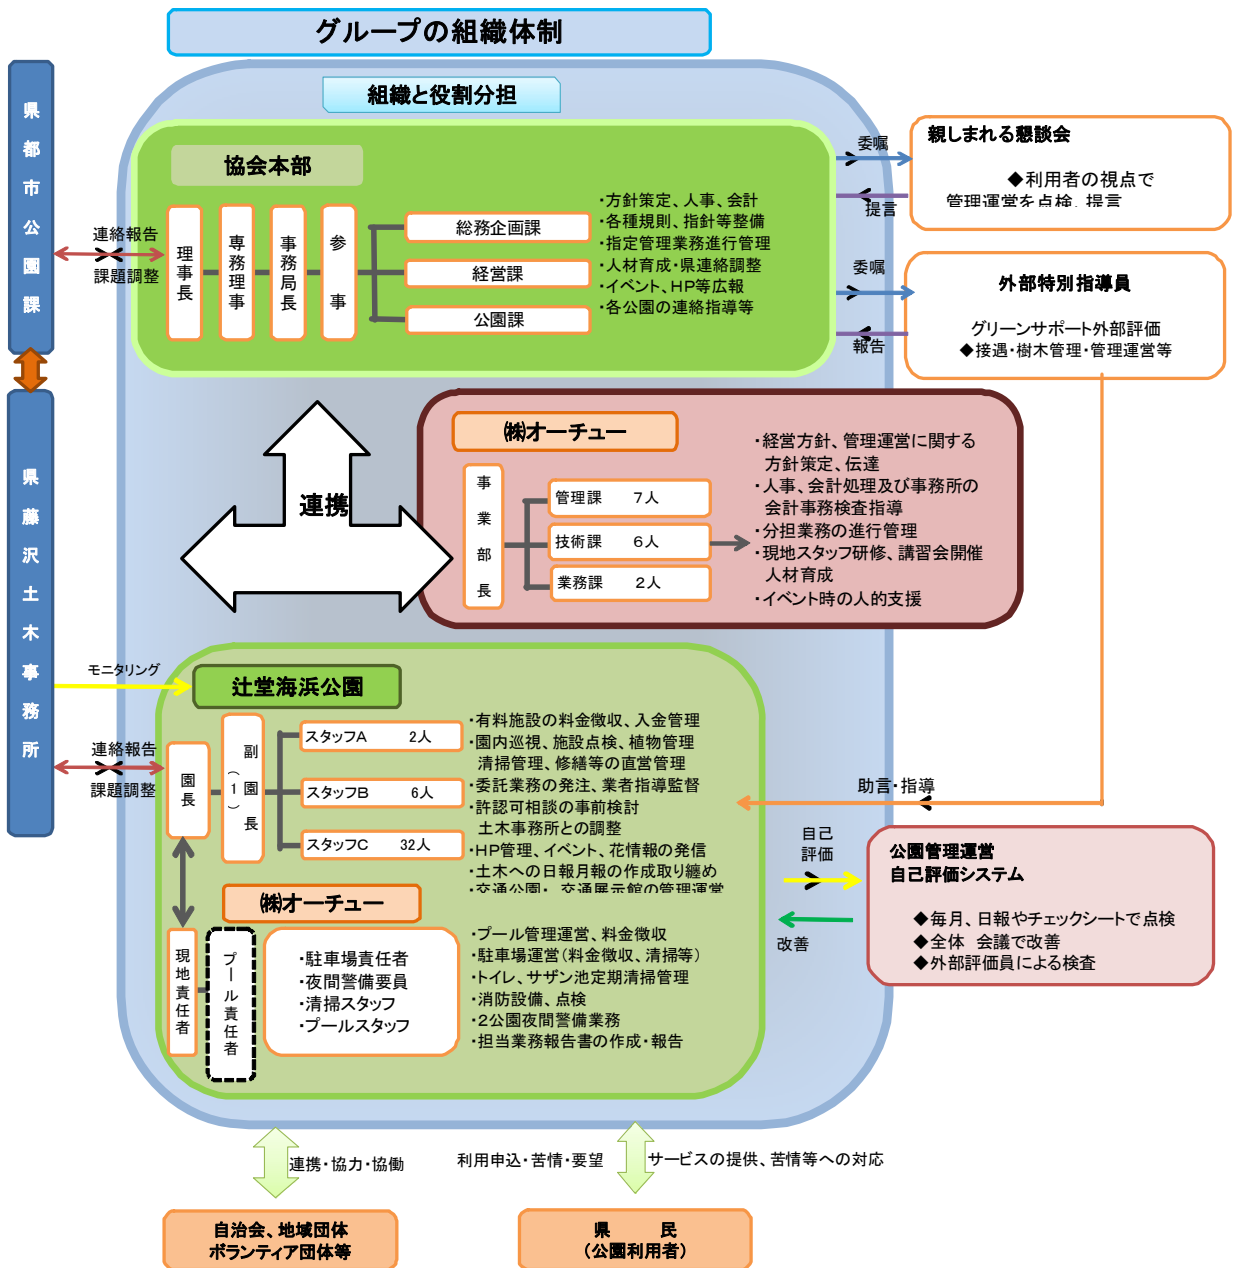 グループの組織体制
組織と役割分担
県都市公園課
県藤沢土木事務所
連絡報告
課題調整
協会本部
理事長
専務理事
事務局長
参事
総務企画課
経営課
公園課
・方針策定、人事、会計
・各種規則、指針等整備
・指定管理業務進行管理
・人材育成・県連絡調整
・イベント、HP等広報
・各公園の連絡指導等
委嘱
提言
親しまれる懇談会
◆利用者の視点で
管理運営を点検、提言
委嘱
報告
外部特別指導員
グリーンサポート外部評価
◆接遇・樹木管理・管理運営等
連携
㈱オーチュー
事業部長
管理課 7人
技術課 6人
業務課 2人
・経営方針、管理運営に関する
方針策定、伝達
・人事、会計処理及び事務所の
会計事務検査指導
・分担業務の進行管理
・現地スタッフ研修、講習会開催
人材育成
・イベント時の人的支援
モニタリング
連絡報告
課題調整
辻堂海浜公園
園長
副園長
(1)
スタッフA 2人
スタッフB 6人
スタッフC 32人
・有料施設の料金徴収、入金管理
・園内巡視、施設点検、植物管理
清掃管理、修繕等の直営管理
・委託業務の発注、業者指導監督
・許認可相談の事前検討
土木事務所との調整
・HP管理、イベント、花情報の発信
・土木への日報月報の作成取り纏め
・交通公園・ 交通展示館の管理運営
助言・指導
自己
評価
改善
公園管理運営
自己評価システム
◆毎月、日報やチェックシートで点検
◆全体 会議で改善
◆外部評価員による検査
㈱オーチュー
現地責任者
プール責任者
・駐車場責任者
・夜間警備要員
・清掃スタッフ
・プールスタッフ
・プール管理運営、料金徴収
・駐車場運営(料金徴収、清掃等)
・トイレ、サザン池定期清掃管理
・消防設備、点検
・2公園夜間警備業務
・担当業務報告書の作成・報告
連携・協力・協働
利用申込・苦情・要望
サービスの提供、苦情等への対応
自治会、地域団体
ボランティア団体等
県 民
(公園利用者)